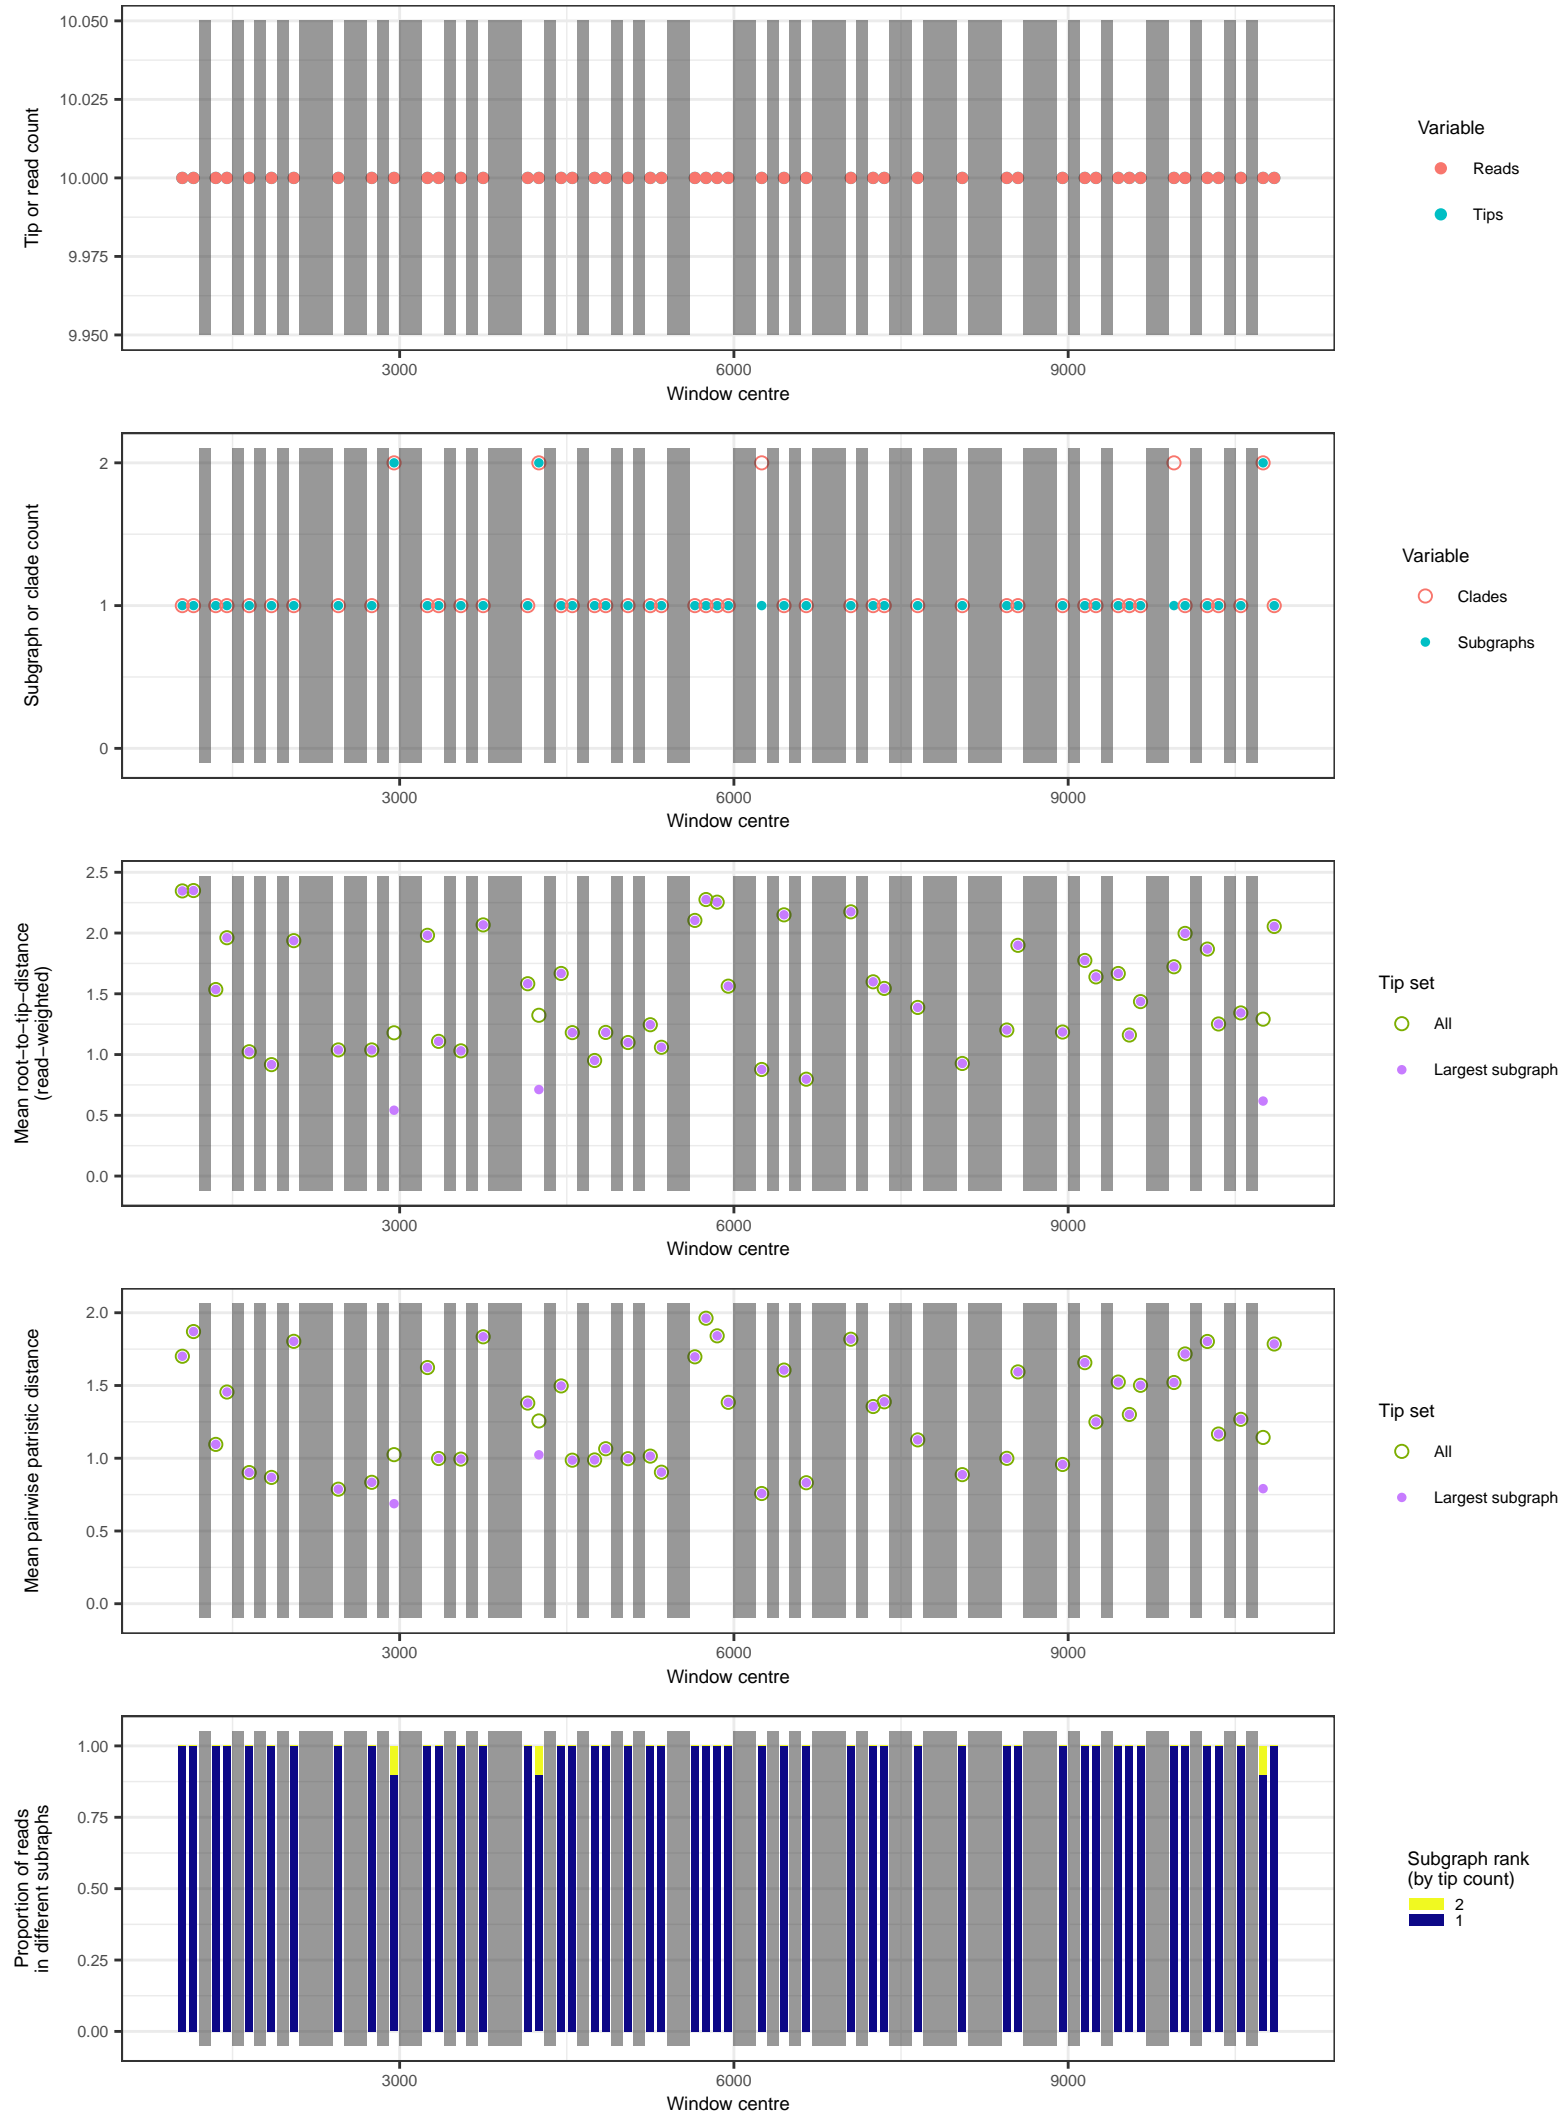 10.050
10.025
10.000
9.975
9.950
Tip or read count
3000
6000
9000
Window centre
Variable
Reads
Tips
2
1
0
Subgraph or clade count
3000
6000
9000
Window centre
Variable
Clades
Subgraphs
2.5
2.0
1.5
1.0
0.5
0.0
Mean root−to−tip−distance
(read−weighted)
3000
6000
9000
Window centre
Tip set
All
Largest subgraph
2.0
1.5
1.0
0.5
0.0
Mean pairwise patristic distance
3000
6000
9000
Window centre
Tip set
All
Largest subgraph
1.00
0.75
0.50
0.25
0.00
Proportion of reads
in different subraphs
3000
6000
9000
Window centre
Subgraph rank
(by tip count)
2
1